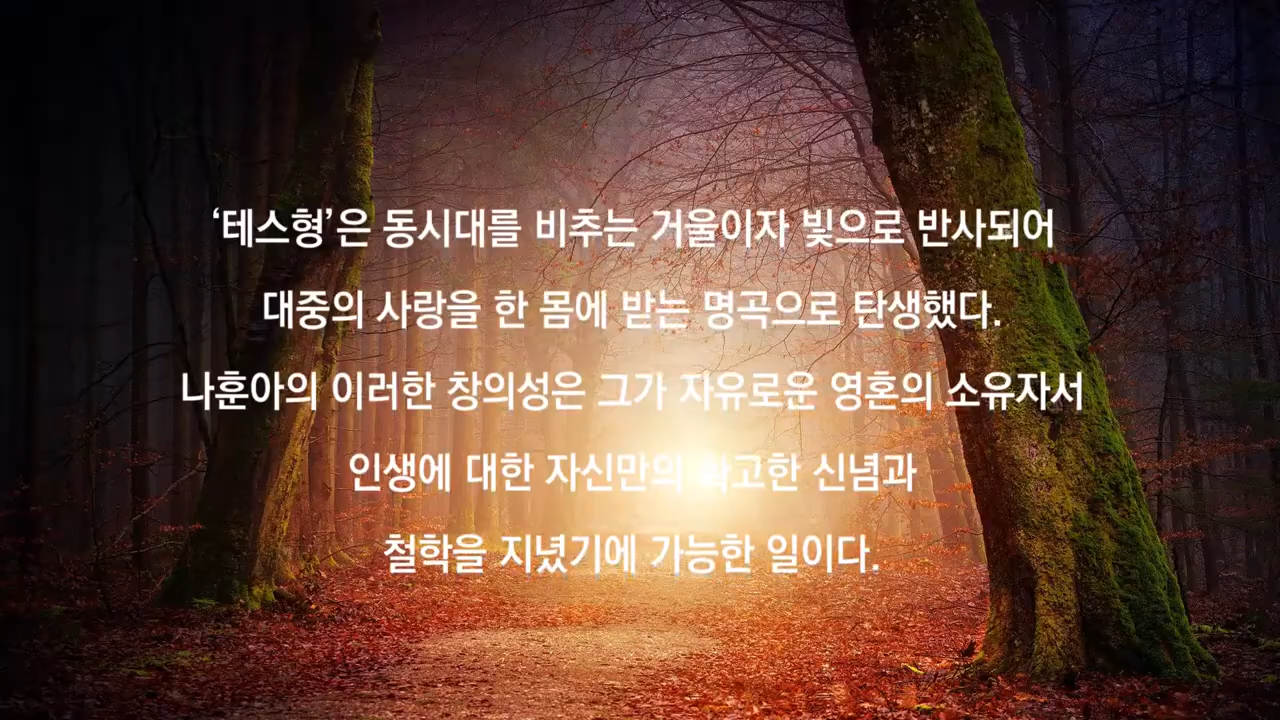 ‘테스형’은 동시대를 비추는 거울이자 빛으로 반사되어
대중의 사랑을 한 몸에 받는 명곡으로 탄생했다.
나훈아의 이러한 창의성은 그가 자유로운 영혼의 소유자서
인생에 대한 자신만의 확고한 신념과
철학을 지녔기에 가능한 일이다.